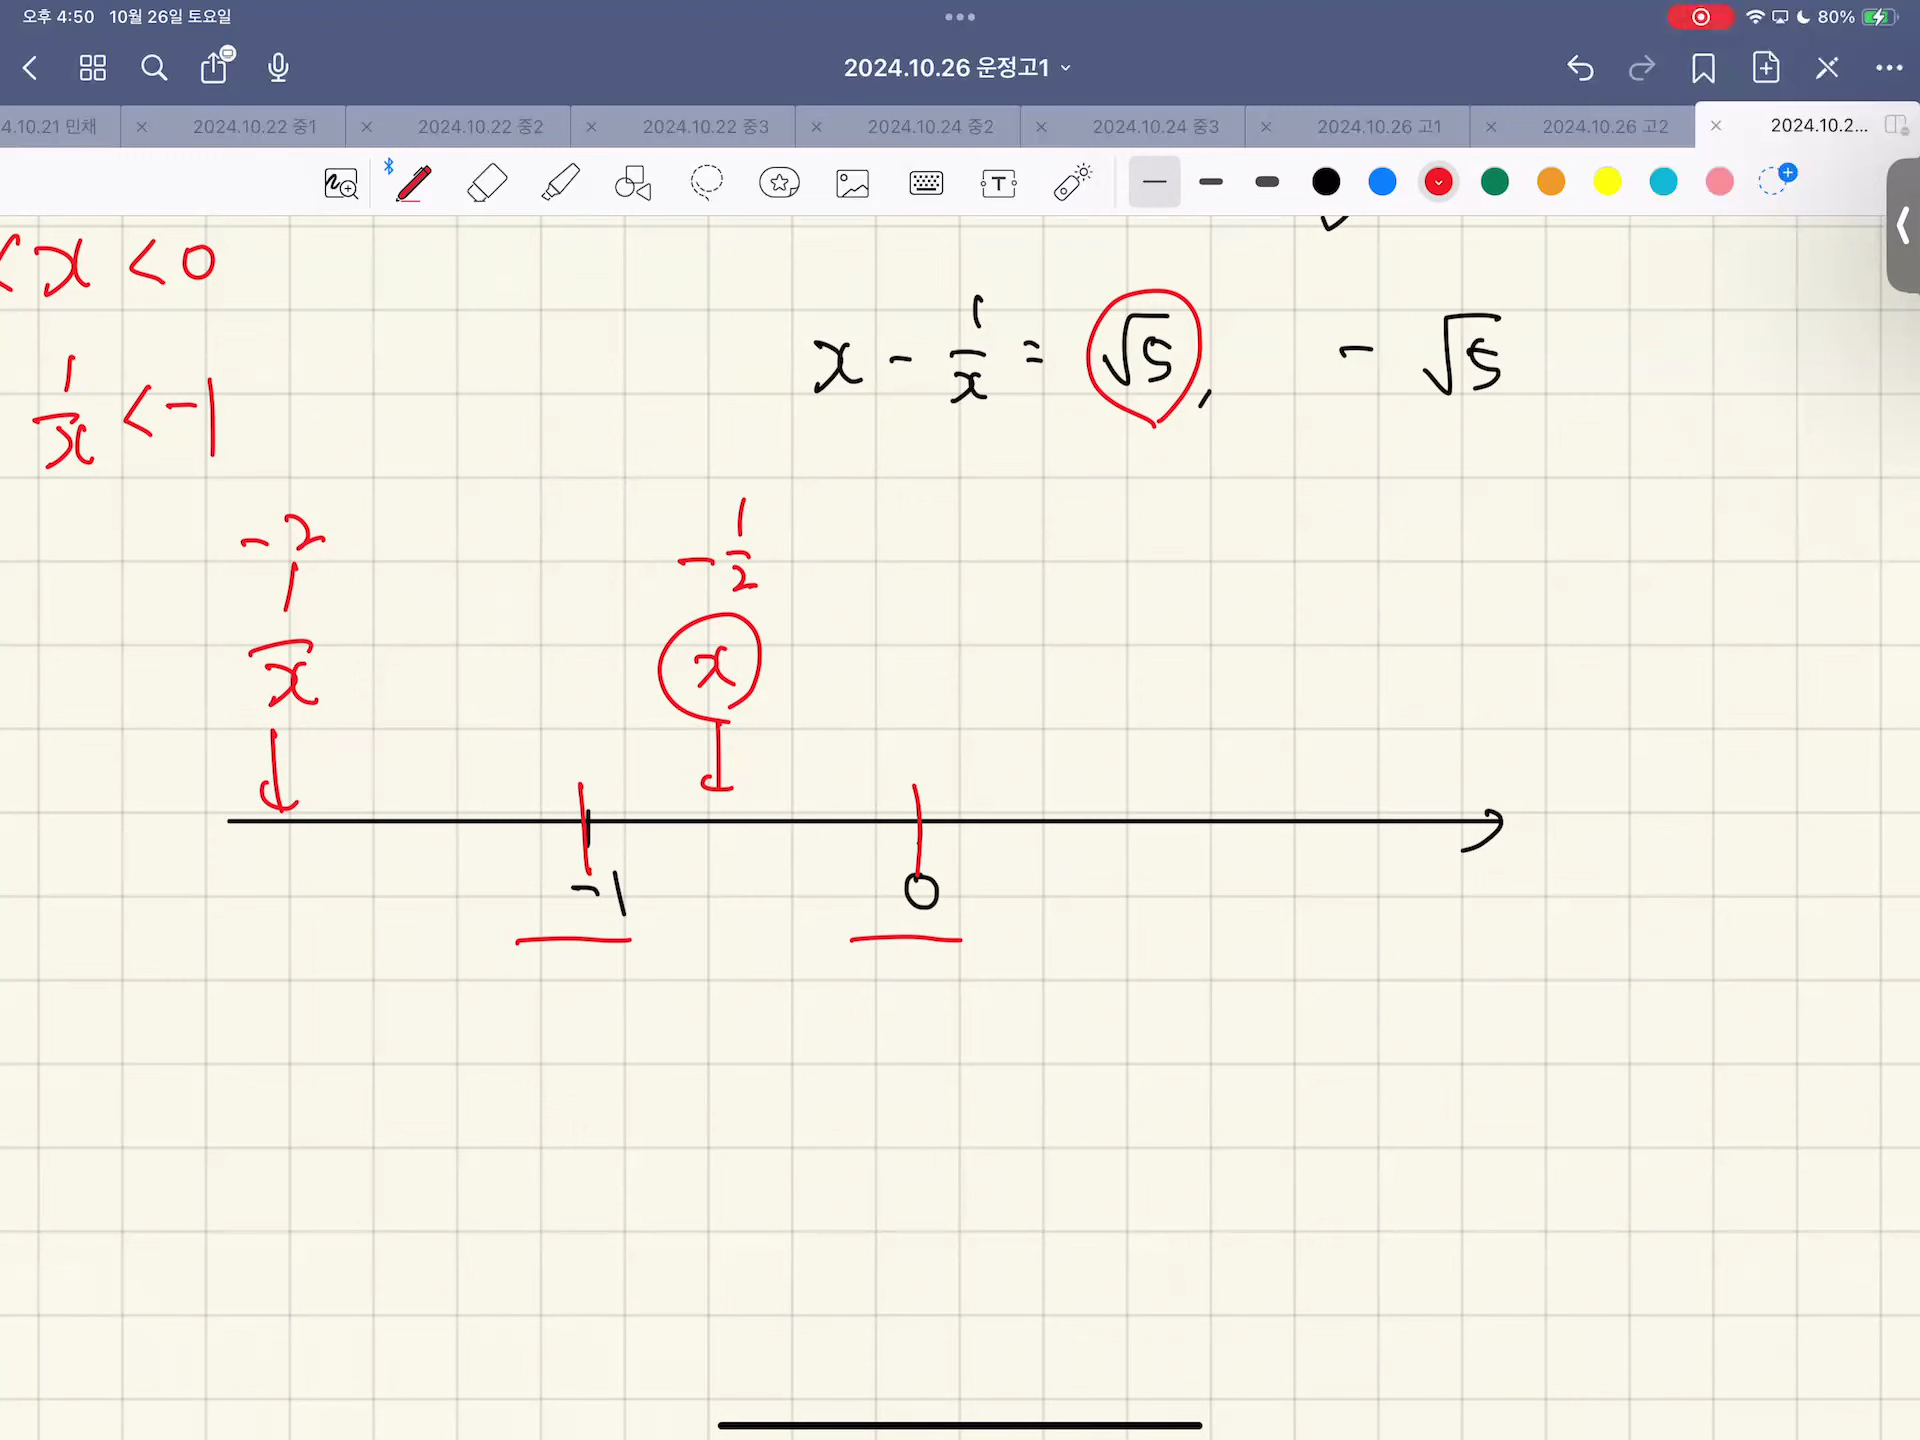 오후 4:50 10월 26일 토요일
80%
2024.10.26 운정고1
4.10.21 민채
2024.10.22 중1
2024.10.22 중2
2024.10.22 중3
2024.10.24 중2
2024.10.24 중3
2024.10.26 고1
2024.10.26 고2
2024.10.2...
< x < 0
x - 1/x = √5, - √5
1/x < -1
-2
-1/2
1/x
x
-1 0